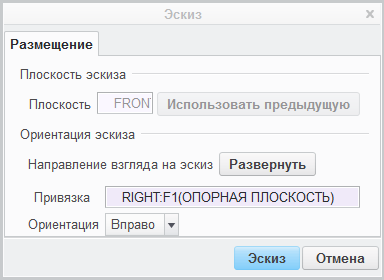 Эскиз
Размещение
Плоскость эскиза
Плоскость FRONT Использовать предыдущую
Ориентация эскиза
Направление взгляда на эскиз Развернуть
Привязка RIGHT:F1(ОПОРНАЯ ПЛОСКОСТЬ)
Ориентация Вправо
Эскиз Отмена